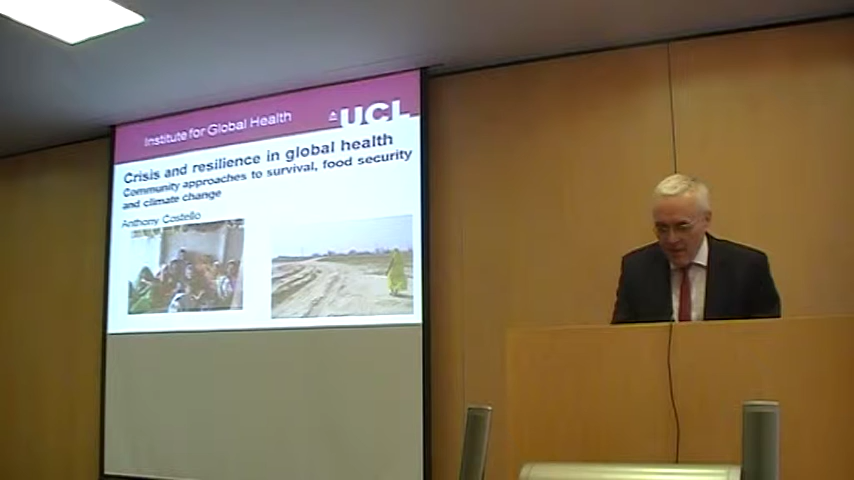 Institute for Global Health
UCL
Crisis and resilience in global health
Community approaches to survival, food security
and climate change
Anthony Costello